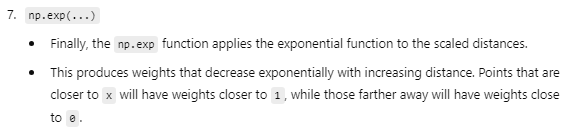 7. np.exp(...)
• Finally, the np.exp function applies the exponential function to the scaled distances.
• This produces weights that decrease exponentially with increasing distance. Points that are
closer to x will have weights closer to 1, while those farther away will have weights close
to 0.